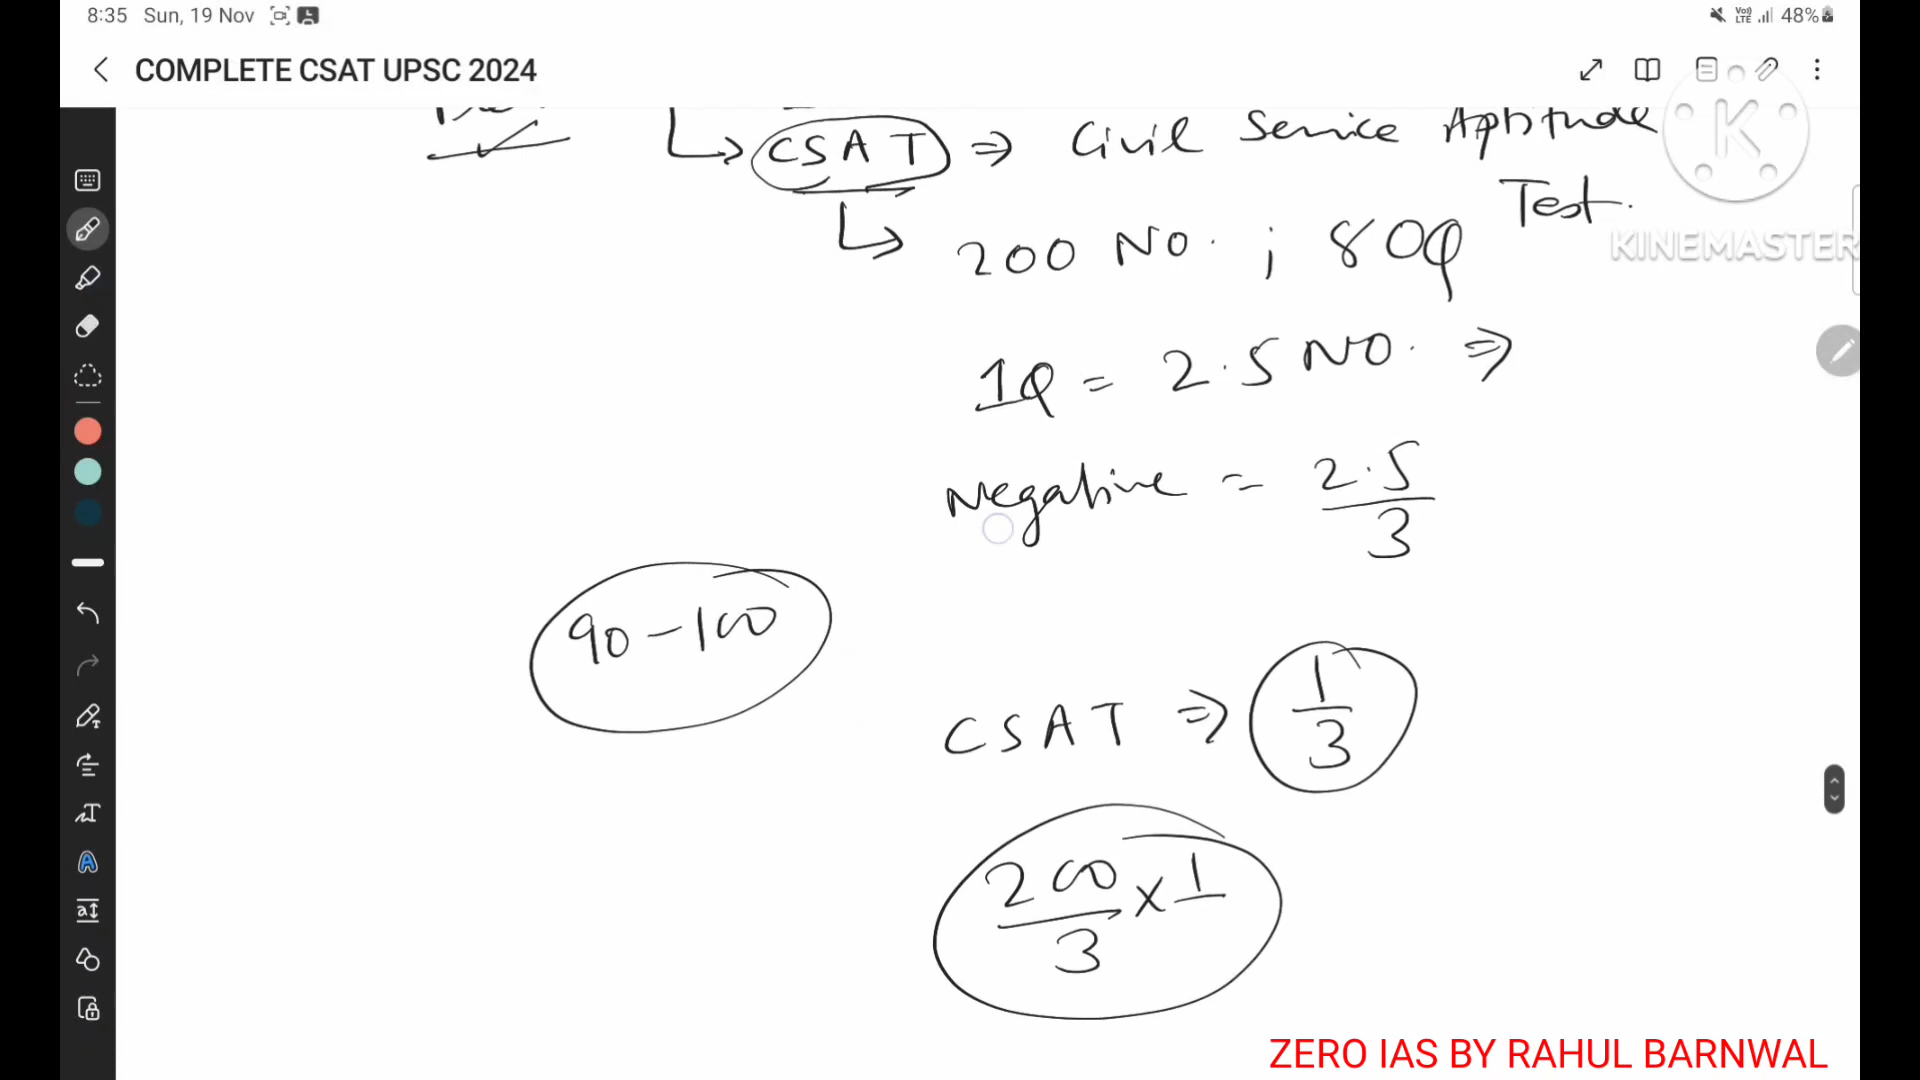 8:35 Sun, 19 Nov
48%
COMPLETE CSAT UPSC 2024
CSAT ⇒ Civil Service Aptitude
Test.
200 No. ; 80Q
1Q = 2.5 NO. ⇒
Negative = 2.5/3
90-100
CSAT ⇒ 1/3
200/3 × 1
K
KINEMASTER
ZERO IAS BY RAHUL BARNWAL